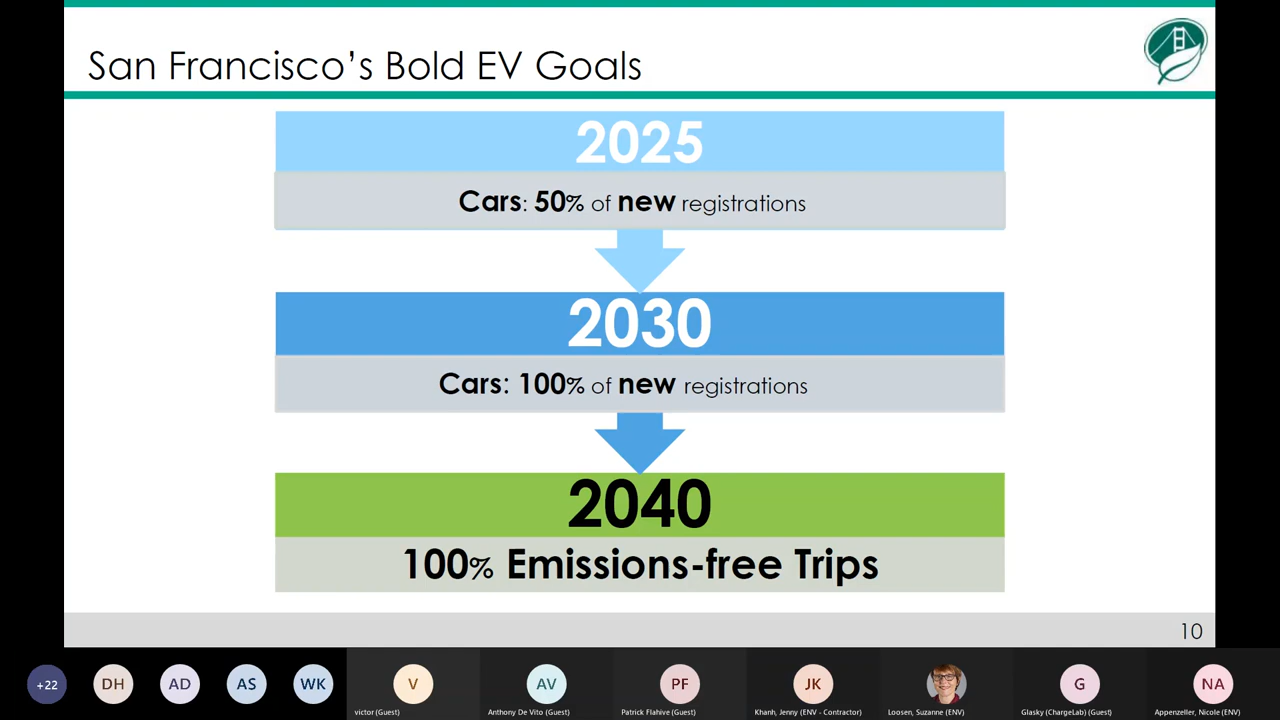 San Francisco’s Bold EV Goals
2025
Cars: 50% of new registrations
2030
Cars: 100% of new registrations
2040
100% Emissions-free Trips
10
+22
DH
AD
AS
WK
V
AV
PF
JK
G
NA
victor (Guest)
Anthony De Vito (Guest)
Patrick Flahive (Guest)
Khanh, Jenny (ENV - Contractor)
Loosen, Suzanne (ENV)
Glasky (ChargeLab) (Guest)
Appenzeller, Nicole (ENV)